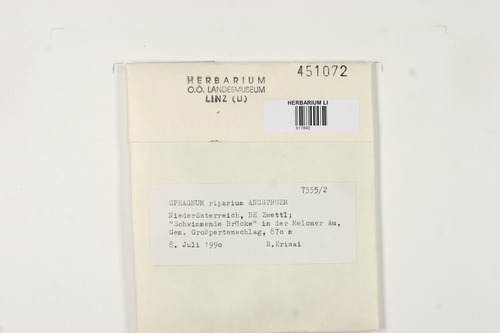 451072
HERBARIUM
O.Ö. LANDESMUSEUM
LINZ (LI)
HERBARIUM LI
517840
7555/2
SPHAGNUM riparium ANGSTROEM
Niederösterreich, BH Zwettl;
"Schwimmende Brücke" in der Meloner Au,
Gem. Großpertenschlag, 870 m
8. Juli 1990 R.Krisai